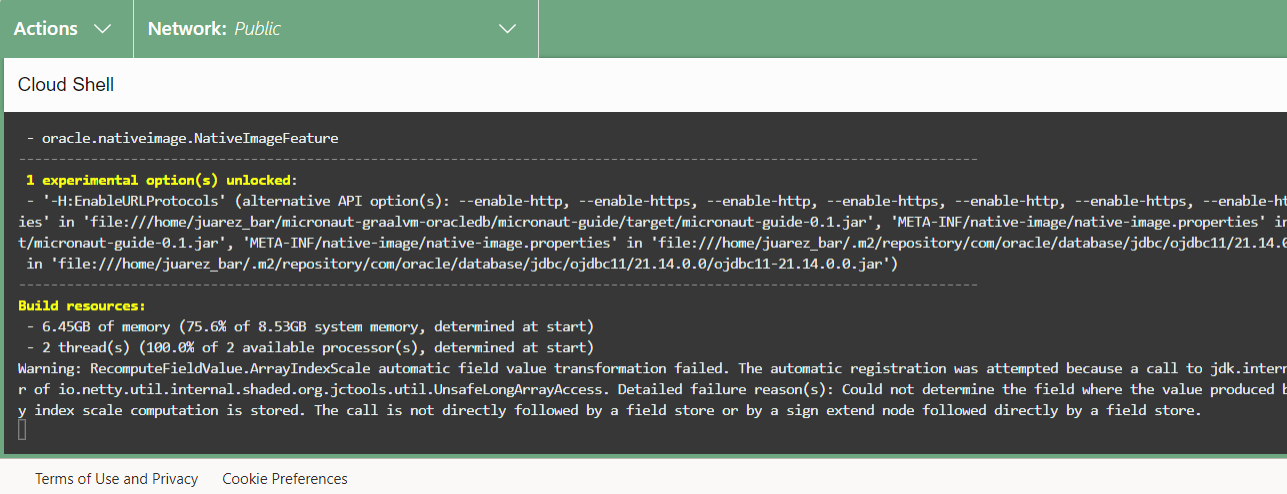 Actions
Network: Public
Cloud Shell
- oracle.nativeimage.NativeImageFeature
--------------------------------------------------------------------------------------------------------------------
1 experimental option(s) unlocked:
- '-H:EnableURLProtocols' (alternative API option(s): --enable-http, --enable-https, --enable-http, --enable-https, --enable-http, --enable-http, --enable-https, --enable-ht
ies' in 'file:///home/juarez_bar/micronaut-graalvm-oracledb/micronaut-guide/target/micronaut-guide-0.1.jar', 'META-INF/native-image/native-image.properties' in
t/micronaut-guide-0.1.jar', 'META-INF/native-image/native-image.properties' in 'file:///home/juarez_bar/.m2/repository/com/oracle/database/jdbc/ojdbc11/21.14.0
in 'file:///home/juarez_bar/.m2/repository/com/oracle/database/jdbc/ojdbc11/21.14.0.0/ojdbc11-21.14.0.0.jar')
--------------------------------------------------------------------------------------------------------------------
Build resources:
- 6.45GB of memory (75.6% of 8.53GB system memory, determined at start)
- 2 thread(s) (100.0% of 2 available processor(s), determined at start)
Warning: RecomputeFieldValue.ArrayIndexScale automatic field value transformation failed. The automatic registration was attempted because a call to jdk.intern
r of io.netty.util.internal.shaded.org.jctools.util.UnsafeLongArrayAccess. Detailed failure reason(s): Could not determine the field where the value produced b
y index scale computation is stored. The call is not directly followed by a field store or by a sign extend node followed directly by a field store.
Terms of Use and Privacy
Cookie Preferences